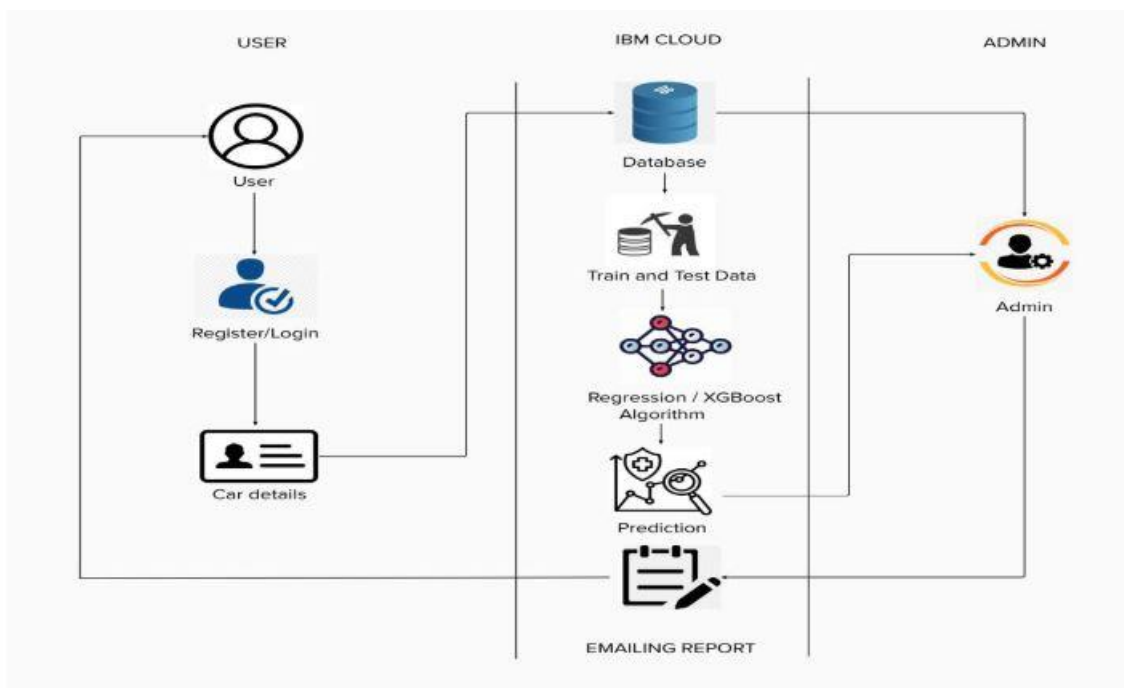 USER
IBM CLOUD
ADMIN
User
Register/Login
Car details
Database
Train and Test Data
Regression / XGBoost
Algorithm
Prediction
EMAILING REPORT
Admin